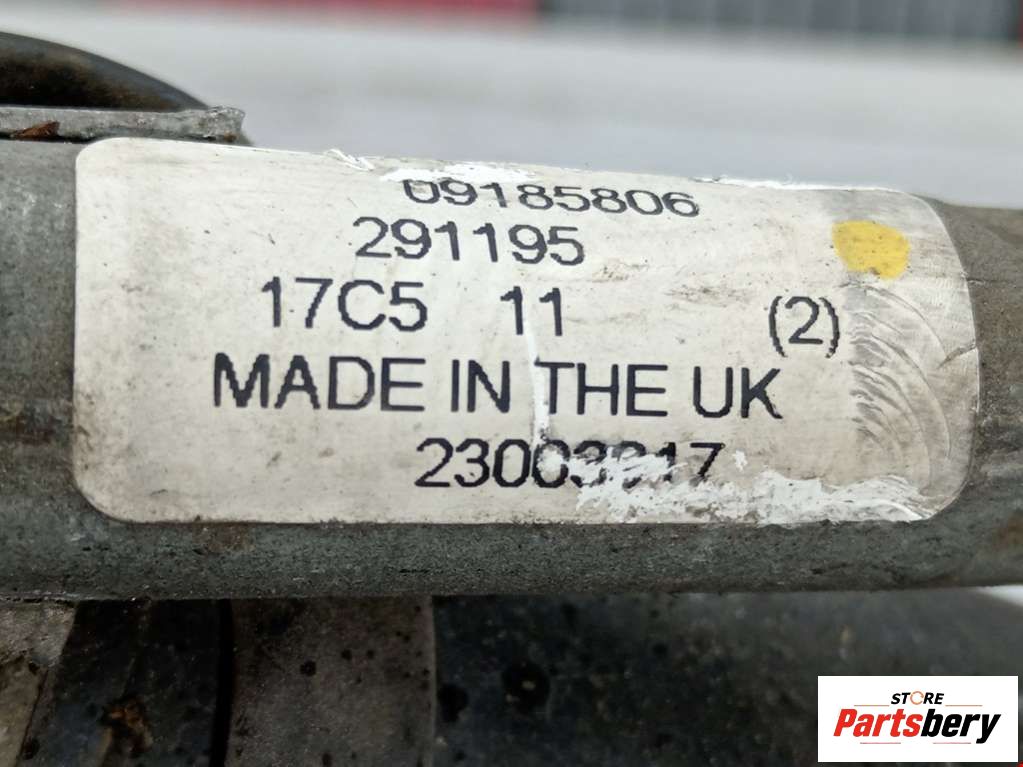 09185806
291195
17C5 11 (2)
MADE IN THE UK
STORE
Partsbery